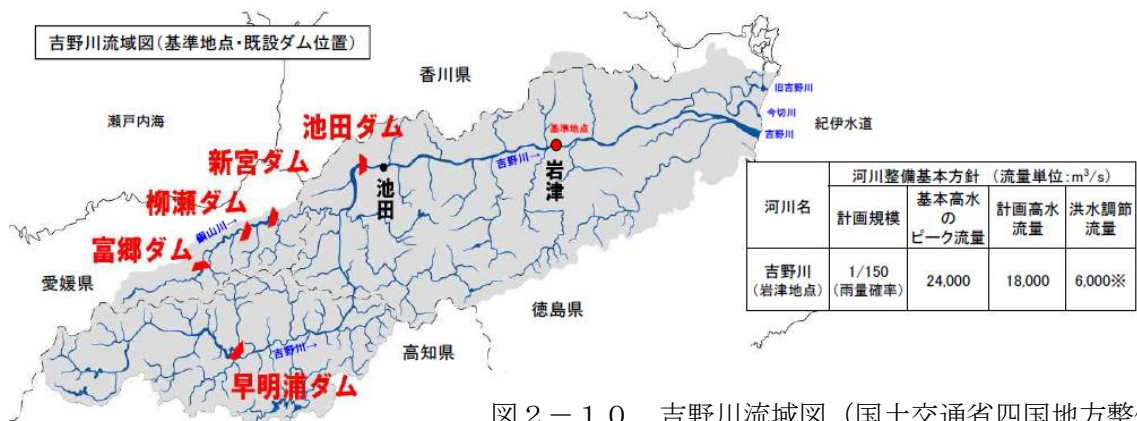 吉野川流域図(基準地点・既設ダム位置)
香川県
瀬戸内海
旧吉野川
今切川
吉野川
紀伊水道
池田ダム
基準地点
新宮ダム
吉野川→
岩津
池田
柳瀬ダム
銅山川→
富郷ダム
愛媛県
徳島県
高知県
吉野川→
早明浦ダム
河川名
河川整備基本方針 (流量単位:m³/s)
計画規模
基本高水
の
ピーク流量
計画高水
流量
洪水調節
流量
吉野川
(岩津地点)
1/150
(雨量確率)
24,000
18,000
6,000※
図2-10 吉野川流域図(国土交通省四国地方整